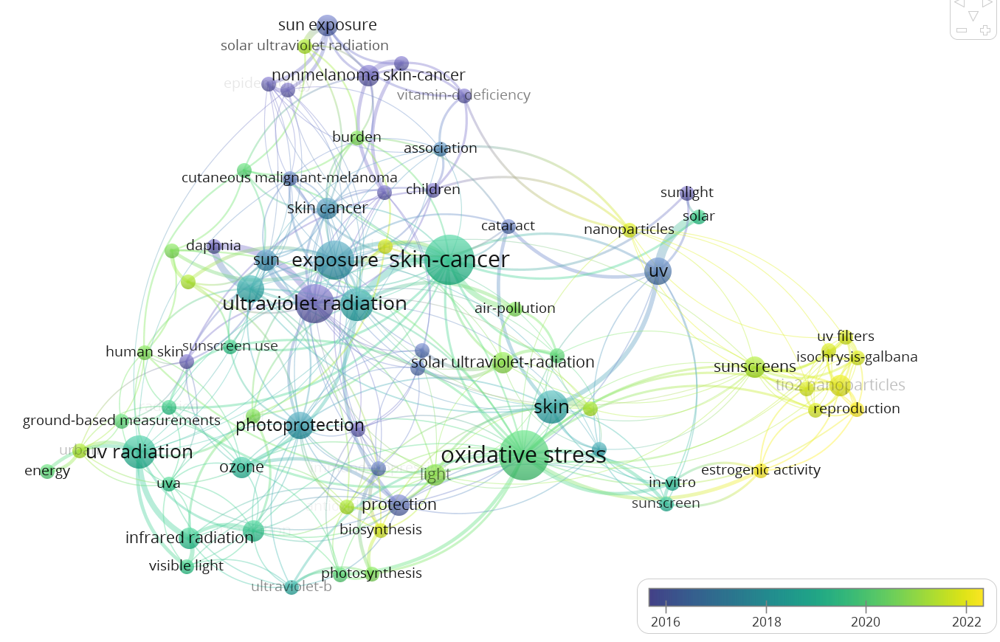 sun exposure
solar ultraviolet radiation
nonmelanoma skin-cancer
vitamin-d deficiency
burden
association
cutaneous malignant-melanoma
children
sunlight
skin cancer
solar
cataract
nanoparticles
daphnia
sun
exposure
skin-cancer
uv
ultraviolet radiation
air-pollution
uv filters
human skin
sunscreen use
isochrysis-galbana
solar ultraviolet-radiation
sunscreens
tio2 nanoparticles
skin
reproduction
ground-based measurements
photoprotection
uv radiation
oxidative stress
energy
ozone
light
estrogenic activity
uva
in-vitro
protection
sunscreen
biosynthesis
infrared radiation
visible light
photosynthesis
ultraviolet-b
2016 2018 2020 2022